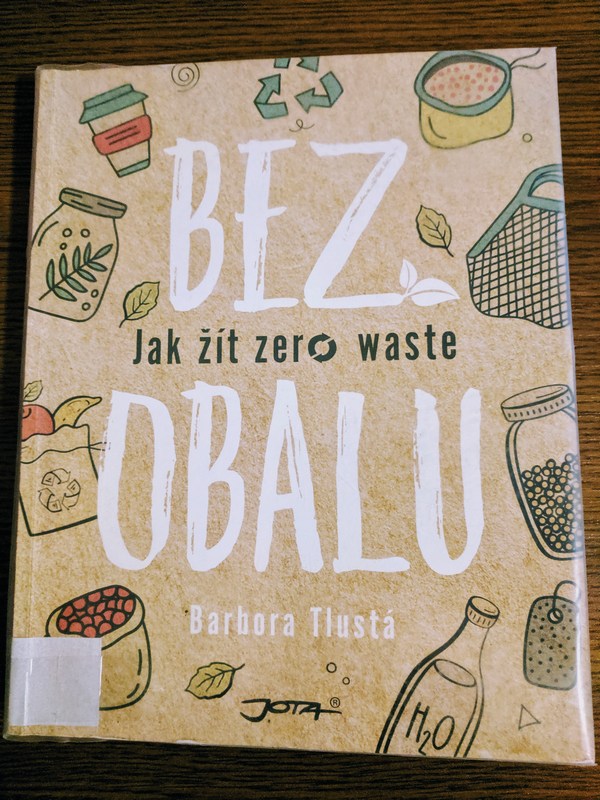 BEZ
Jak žít zero waste
OBALU
Barbora Tlustá
JOTA®
H₂O